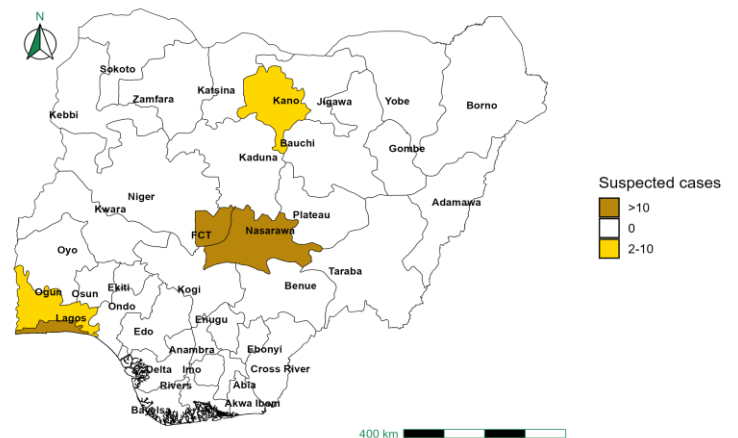 N
Sokoto
Katsina
Zamfara
Kano
Jigawa
Yobe
Borno
Kebbi
Bauchi
Gombe
Kaduna
Niger
Adamawa
Kwara
Plateau
FCT
Nasarawa
Oyo
Taraba
Ogun
Osun
Ekiti
Kogi
Benue
Ondo
Lagos
Enugu
Edo
Anambra
Ebonyi
Delta
Imo
Cross River
Rivers
Abia
Bayelsa
Akwa Ibom
Suspected cases
>10
0
2-10
400 km